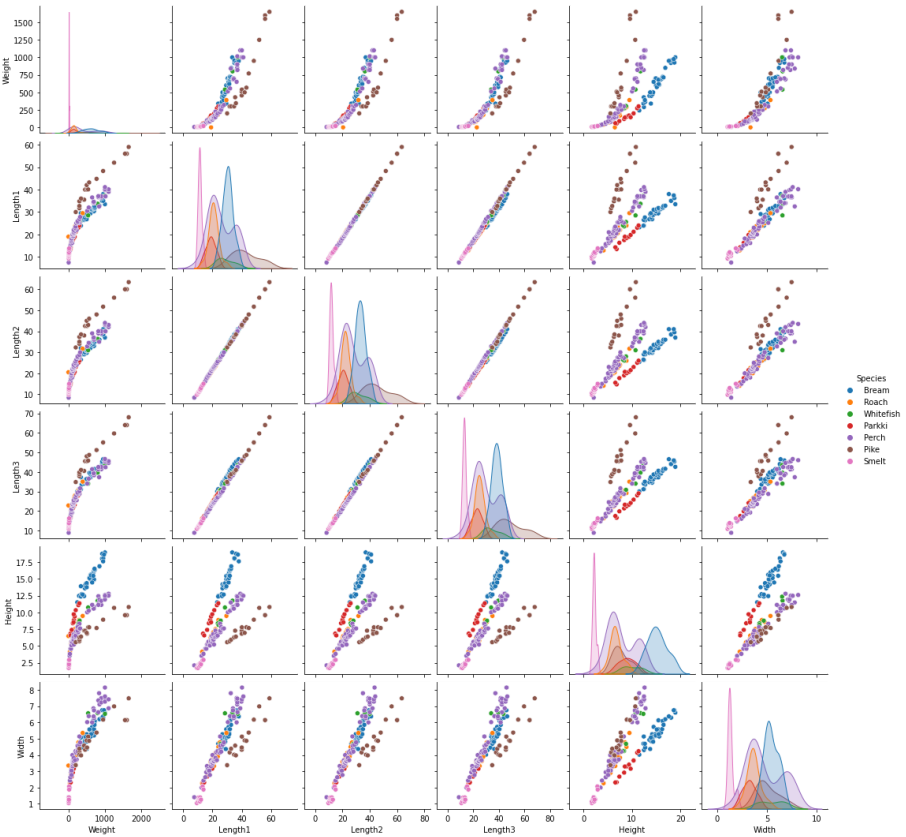 Weight
1500
1250
1000
750
500
250
0
Length1
60
50
40
30
20
10
Length2
60
50
40
30
20
10
Species
Bream
Roach
Whitefish
Parkki
Perch
Pike
Smelt
Length3
70
60
50
40
30
20
10
Height
17.5
15.0
12.5
10.0
7.5
5.0
2.5
Width
8
7
6
5
4
3
2
1
0 1000 2000 0 20 40 60 0 20 40 60 80 0 20 40 60 80 0 10 20 0 5 10
Weight Length1 Length2 Length3 Height Width